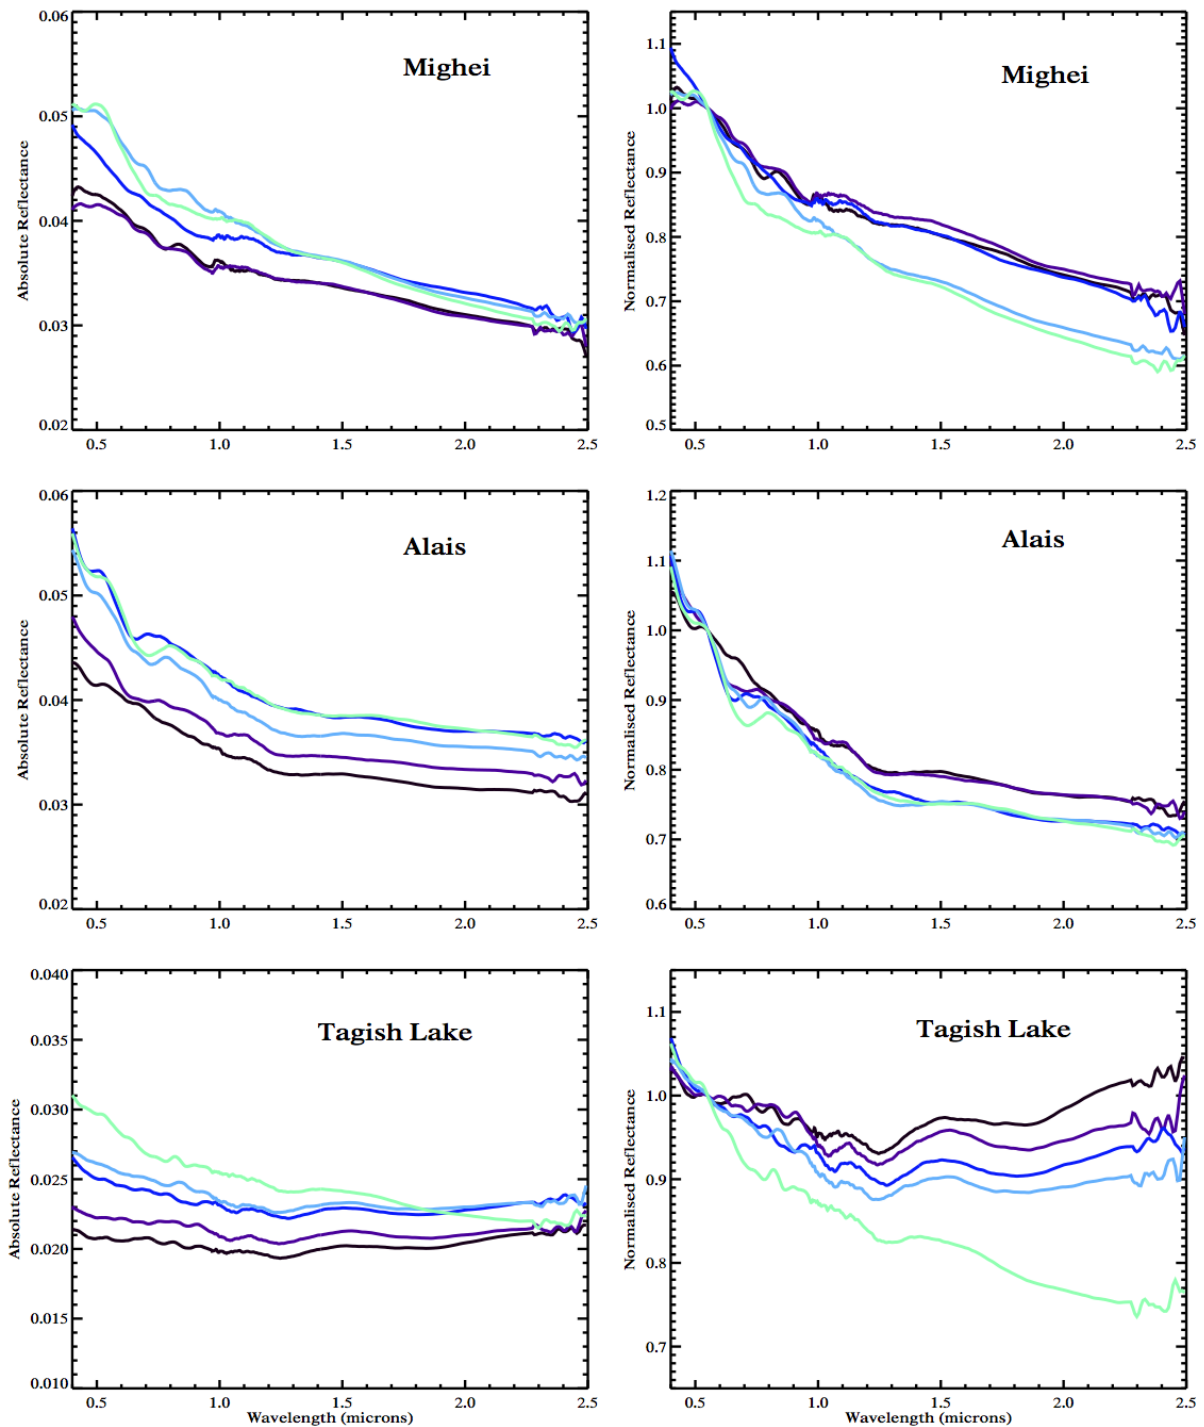 0.06
0.05
0.04
0.03
0.02
Absolute Reflectance
Mighei
0.5 1.0 1.5 2.0 2.5
1.1
1.0
0.9
0.8
0.7
0.6
0.5
Normalised Reflectance
Mighei
0.5 1.0 1.5 2.0 2.5
0.06
0.05
0.04
0.03
0.02
Absolute Reflectance
Alais
0.5 1.0 1.5 2.0 2.5
1.2
1.1
1.0
0.9
0.8
0.7
0.6
Normalised Reflectance
Alais
0.5 1.0 1.5 2.0 2.5
0.040
0.035
0.030
0.025
0.020
0.015
0.010
Absolute Reflectance
Tagish Lake
0.5 1.0 1.5 2.0 2.5
Wavelength (microns)
1.1
1.0
0.9
0.8
0.7
Normalised Reflectance
Tagish Lake
0.5 1.0 1.5 2.0 2.5
Wavelength (microns)